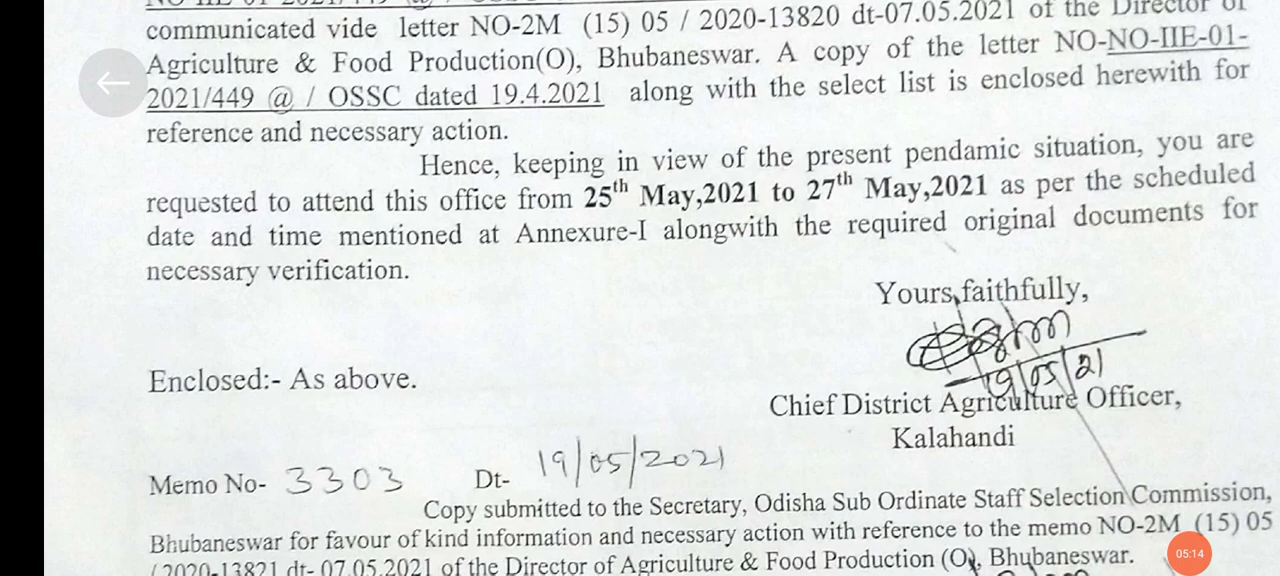 communicated vide letter NO-2M (15) 05 / 2020-13820 dt-07.05.2021 of the Director of
Agriculture & Food Production(O), Bhubaneswar. A copy of the letter NO-NO-IIE-01-
2021/449 @ / OSSC dated 19.4.2021 along with the select list is enclosed herewith for
reference and necessary action.
Hence, keeping in view of the present pendamic situation, you are
requested to attend this office from 25th May,2021 to 27th May,2021 as per the scheduled
date and time mentioned at Annexure-I alongwith the required original documents for
necessary verification.
Yours faithfully,
19/05/21
Enclosed:- As above.
Chief District Agriculture Officer,
Kalahandi
Memo No- 3303 Dt- 19/05/2021
Copy submitted to the Secretary, Odisha Sub Ordinate Staff Selection Commission,
Bhubaneswar for favour of kind information and necessary action with reference to the memo NO-2M (15) 05
/ 2020-13821 dt- 07.05.2021 of the Director of Agriculture & Food Production (O), Bhubaneswar.
05:14